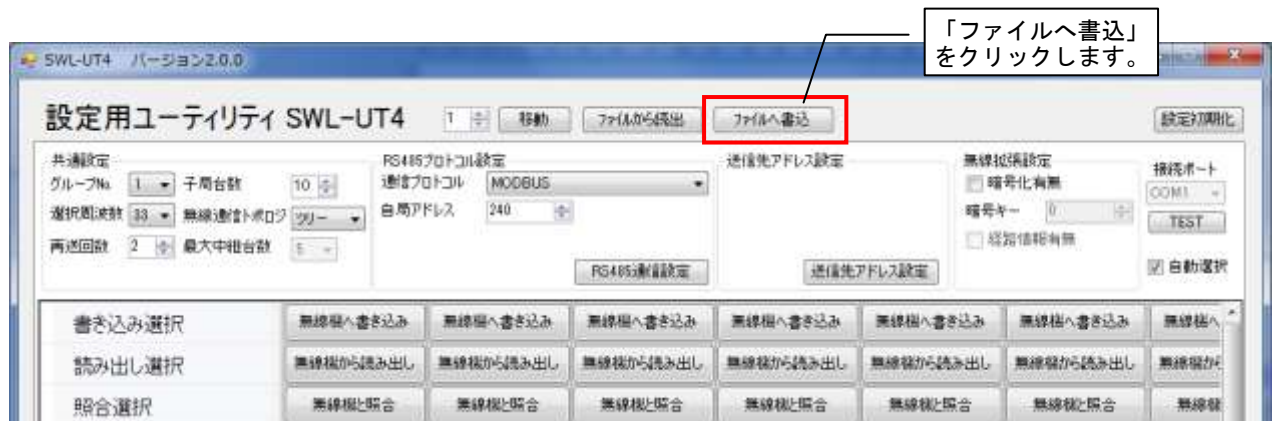 「ファイルへ書込」
をクリックします。
SWL-UT4 バージョン2.0.0
設定用ユーティリティ SWL-UT4 1 移動 ファイルから読出 ファイルへ書込 設定初期化
共通設定 RS485プロトコル設定 送信先アドレス設定 無線拡張設定 接続ポート
グループNo. 1 子局台数 10 通信プロトコル MODBUS 暗号化有無 COM1
選択周波数 33 無線通信トポロジ ツリー 自局アドレス 240 暗号キー 0 TEST
再送回数 2 最大中継台数 5 経路情報有無
RS485通信設定 送信先アドレス設定 自動選択
書き込み選択 無線機へ書き込み 無線機へ書き込み 無線機へ書き込み 無線機へ書き込み 無線機へ書き込み 無線機へ書き込み 無線機へ
読み出し選択 無線機から読み出し 無線機から読み出し 無線機から読み出し 無線機から読み出し 無線機から読み出し 無線機から読み出し 無線機から
照合選択 無線機と照合 無線機と照合 無線機と照合 無線機と照合 無線機と照合 無線機と照合 無線機